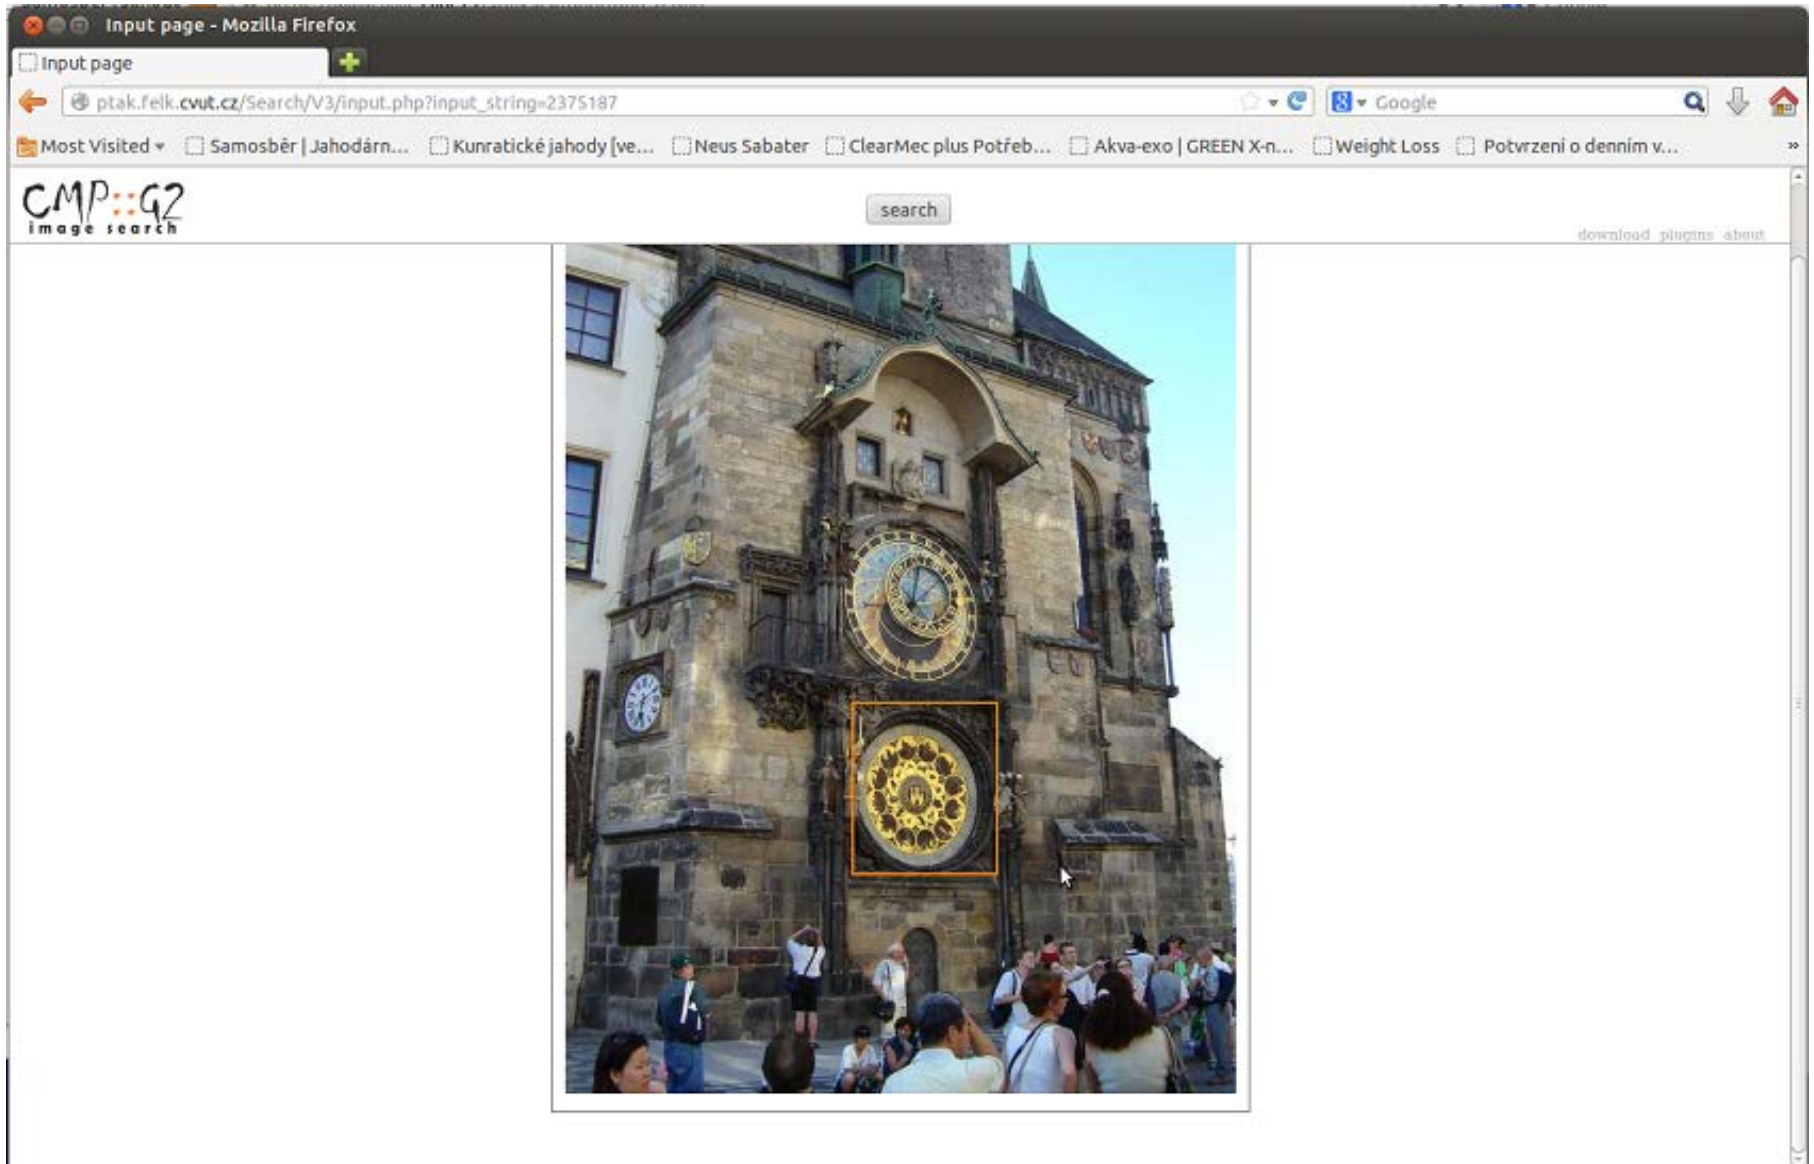 Input page - Mozilla Firefox
Input page
ptak.felk.cvut.cz/Search/V3/input.php?input_string=2375187
Google
Most Visited
Samosběr | Jahodárn...
Kunratické jahody [ve...
Neus Sabater
ClearMec plus Potřeb...
Akva-exo | GREEN X-n...
Weight Loss
Potvrzení o denním v...
CMP::G2
image search
search
download plugins about